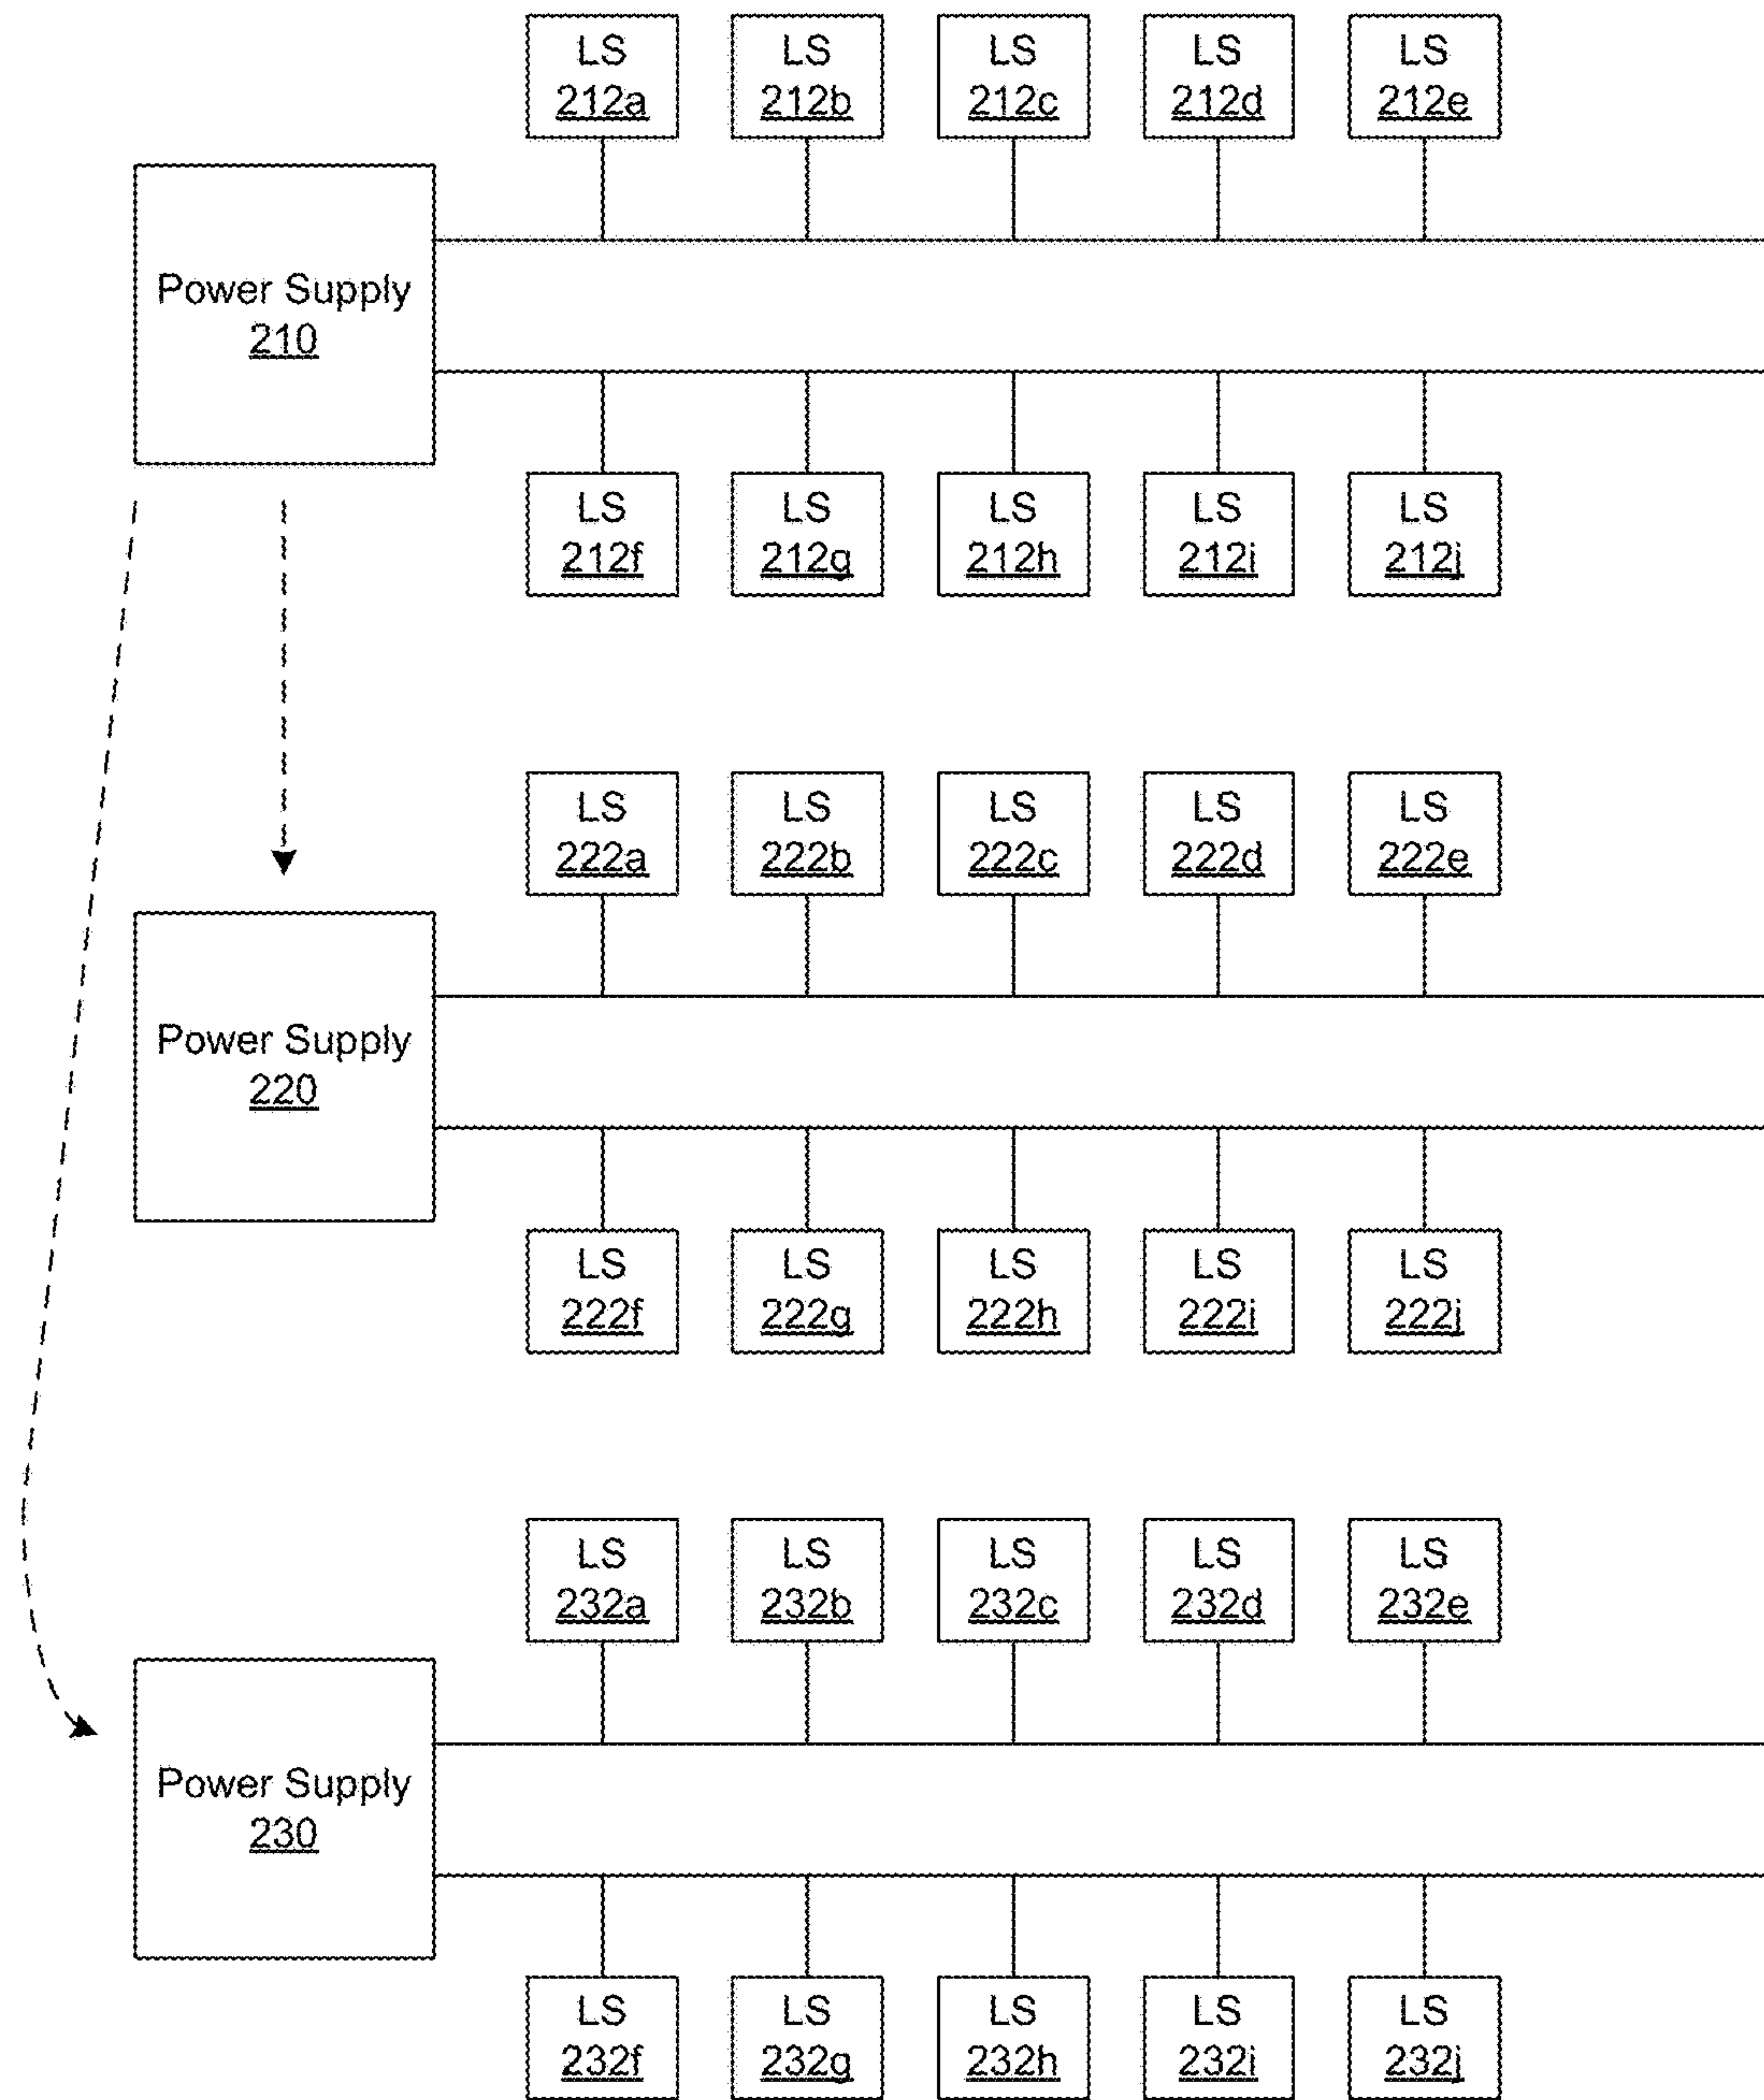 LS
212a
LS
212b
LS
212c
LS
212d
LS
212e
Power Supply
210
LS
212f
LS
212g
LS
212h
LS
212i
LS
212j
LS
222a
LS
222b
LS
222c
LS
222d
LS
222e
Power Supply
220
LS
222f
LS
222g
LS
222h
LS
222i
LS
222j
LS
232a
LS
232b
LS
232c
LS
232d
LS
232e
Power Supply
230
LS
232f
LS
232g
LS
232h
LS
232i
LS
232j